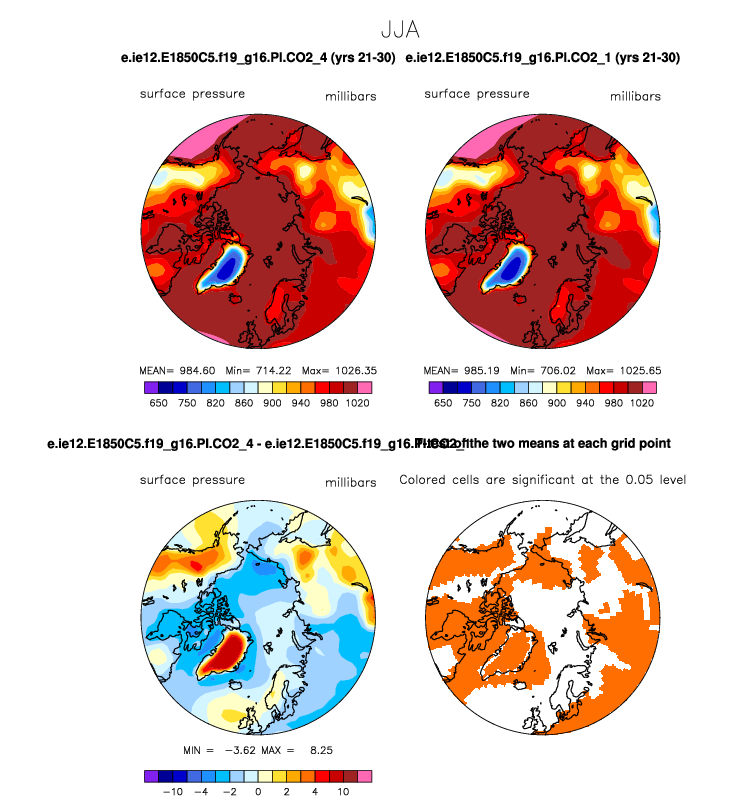 JJA
e.ie12.E1850C5.f19_g16.PI.CO2_4 (yrs 21-30) e.ie12.E1850C5.f19_g16.PI.CO2_1 (yrs 21-30)
surface pressure millibars surface pressure millibars
MEAN= 984.60 Min= 714.22 Max= 1026.35 MEAN= 985.19 Min= 706.02 Max= 1025.65
650 750 820 860 900 940 980 1020 650 750 820 860 900 940 980 1020
e.ie12.E1850C5.f19_g16.PI.CO2_4 - e.ie12.E1850C5.f19_g16.PI.CO2_ of the two means at each grid point
surface pressure millibars Colored cells are significant at the 0.05 level
MIN = -3.62 MAX = 8.25
-10 -4 -2 0 2 4 10